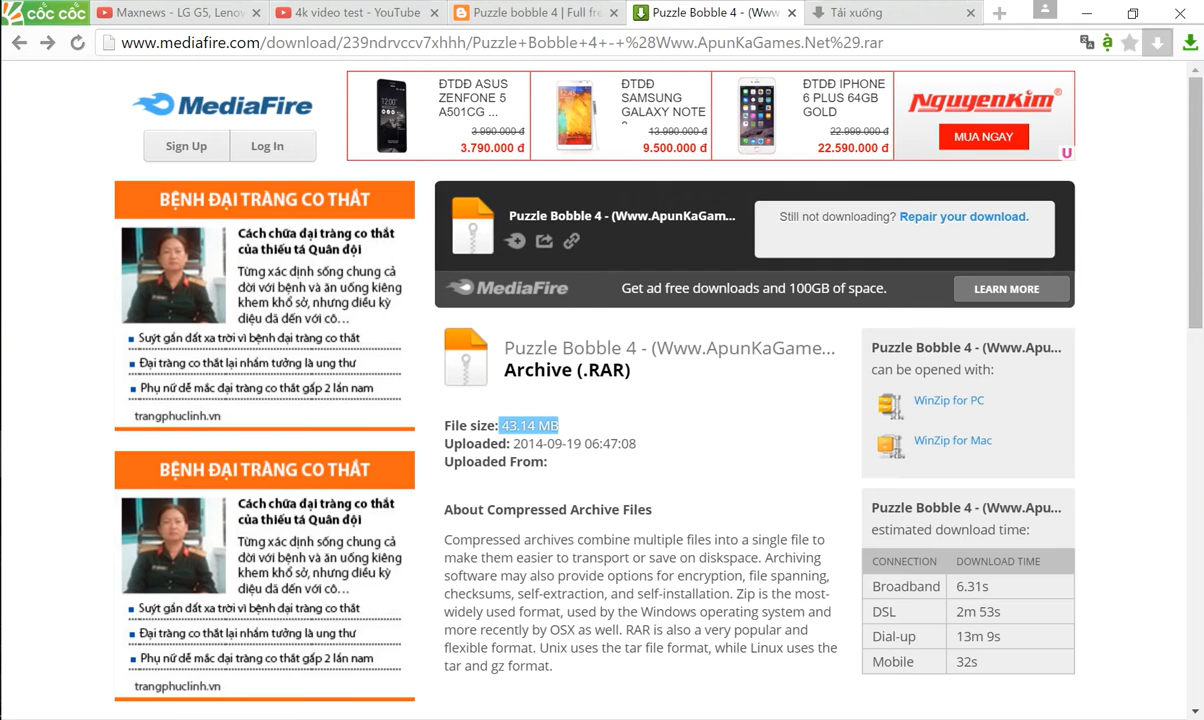 cốc cốc
Maxnews - LG G5, Lenov
4k video test - YouTube
Puzzle bobble 4 | Full fre
Puzzle Bobble 4 - (Www
Tải xuống
www.mediafire.com/download/239ndrvccv7xhhh/Puzzle+Bobble+4+-+%28Www.ApunKaGames.Net%29.rar
MediaFire
Sign Up
Log In
ĐTDĐ ASUS
ZENFONE 5
A501CG ...
3.990.000 đ
3.790.000 đ
ĐTDĐ
SAMSUNG
GALAXY NOTE
13.990.000 đ
9.500.000 đ
ĐTDĐ IPHONE
6 PLUS 64GB
GOLD
22.999.000 đ
22.590.000 đ
NGUYENKIM
MUA NGAY
U
BỆNH ĐẠI TRÀNG CO THẮT
Cách chữa đại tràng co thắt
của thiếu tá Quân đội
Từng xác định sống chung cả
đời với bệnh và ăn uống kiêng
khem khổ sở, nhưng điều kỳ
diệu đã đến với cô...
Suýt gán đất xa trời vì bệnh đại tràng co thắt
Đại tràng co thắt lại nhầm tưởng là ung thư
Phụ nữ dễ mắc đại tràng co thắt gấp 2 lần nam
trangphuclinh.vn
BỆNH ĐẠI TRÀNG CO THẮT
Cách chữa đại tràng co thắt
của thiếu tá Quân đội
Từng xác định sống chung cả
đời với bệnh và ăn uống kiêng
khem khổ sở, nhưng điều kỳ
diệu đã đến với cô...
Suýt gán đất xa trời vì bệnh đại tràng co thắt
Đại tràng co thắt lại nhầm tưởng là ung thư
Phụ nữ dễ mắc đại tràng co thắt gấp 2 lần nam
trangphuclinh.vn
Puzzle Bobble 4 - (Www.ApunKaGam...
Still not downloading? Repair your download.
MediaFire
Get ad free downloads and 100GB of space.
LEARN MORE
Puzzle Bobble 4 - (Www.ApunKaGame...
Archive (.RAR)
File size: 43.14 MB
Uploaded: 2014-09-19 06:47:08
Uploaded From:
About Compressed Archive Files
Compressed archives combine multiple files into a single file to
make them easier to transport or save on diskspace. Archiving
software may also provide options for encryption, file spanning,
checksums, self-extraction, and self-installation. Zip is the most-
widely used format, used by the Windows operating system and
more recently by OSX as well. RAR is also a very popular and
flexible format. Unix uses the tar file format, while Linux uses the
tar and gz format.
Puzzle Bobble 4 - (Www.Apu...
can be opened with:
WinZip for PC
WinZip for Mac
Puzzle Bobble 4 - (Www.Apu...
estimated download time:
CONNECTION DOWNLOAD TIME
Broadband 6.31s
DSL 2m 53s
Dial-up 13m 9s
Mobile 32s